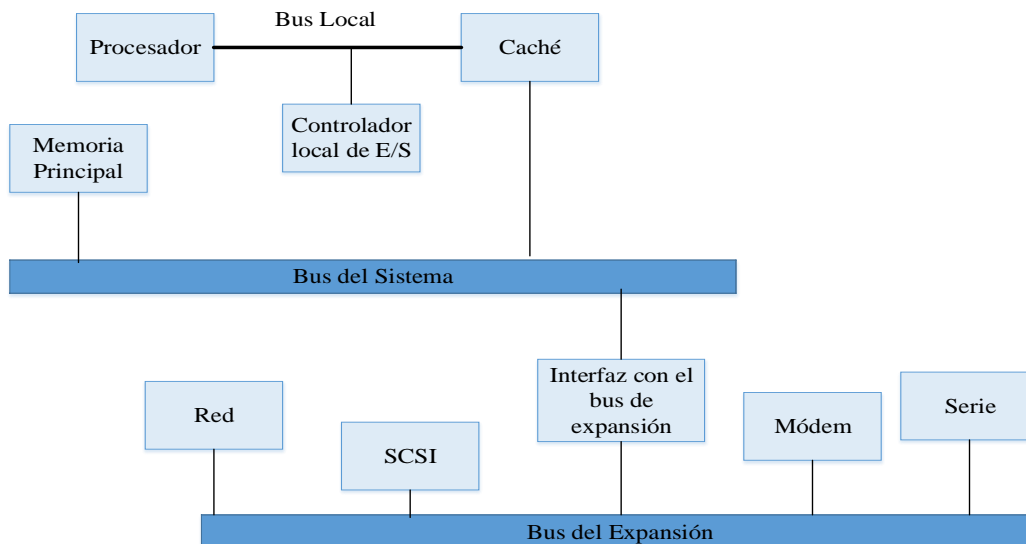 Bus Local
Procesador
Caché
Controlador
local de E/S
Memoria
Principal
Bus del Sistema
Interfaz con el
bus de
expansión
Red
SCSI
Módem
Serie
Bus del Expansión